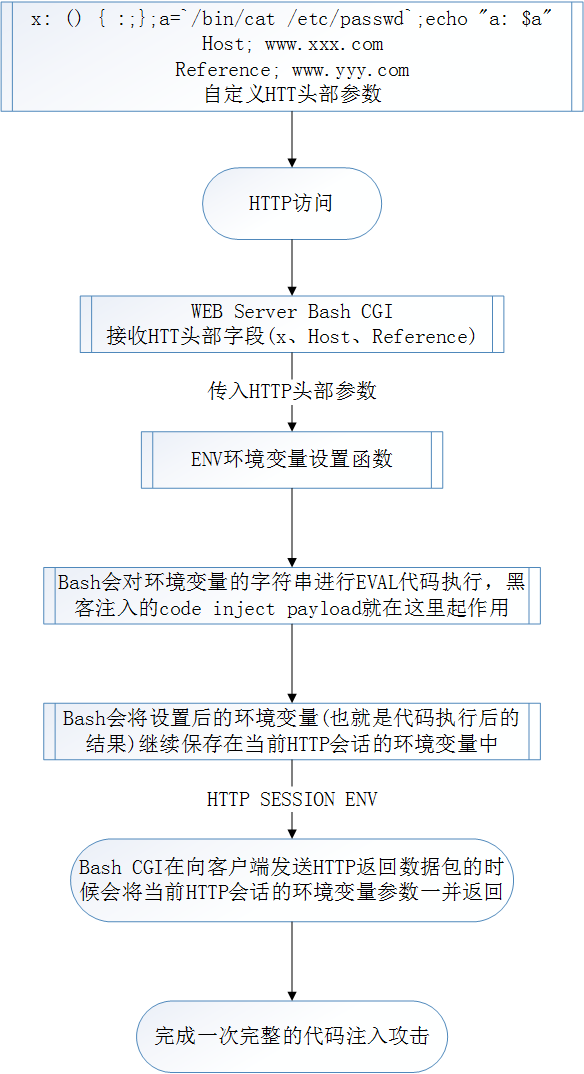 x: () { :;};a=`/bin/cat /etc/passwd`;echo "a: $a"
Host; www.xxx.com
Reference; www.yyy.com
自定义HTT头部参数
HTTP访问
WEB Server Bash CGI
接收HTT头部字段(x、Host、Reference)
传入HTTP头部参数
ENV环境变量设置函数
Bash会对环境变量的字符串进行EVAL代码执行，黑
客注入的code inject payload就在这里起作用
Bash会将设置后的环境变量(也就是代码执行后的
结果)继续保存在当前HTTP会话的环境变量中
HTTP SESSION ENV
Bash CGI在向客户端发送HTTP返回数据包的时
候会将当前HTTP会话的环境变量参数一并返回
完成一次完整的代码注入攻击